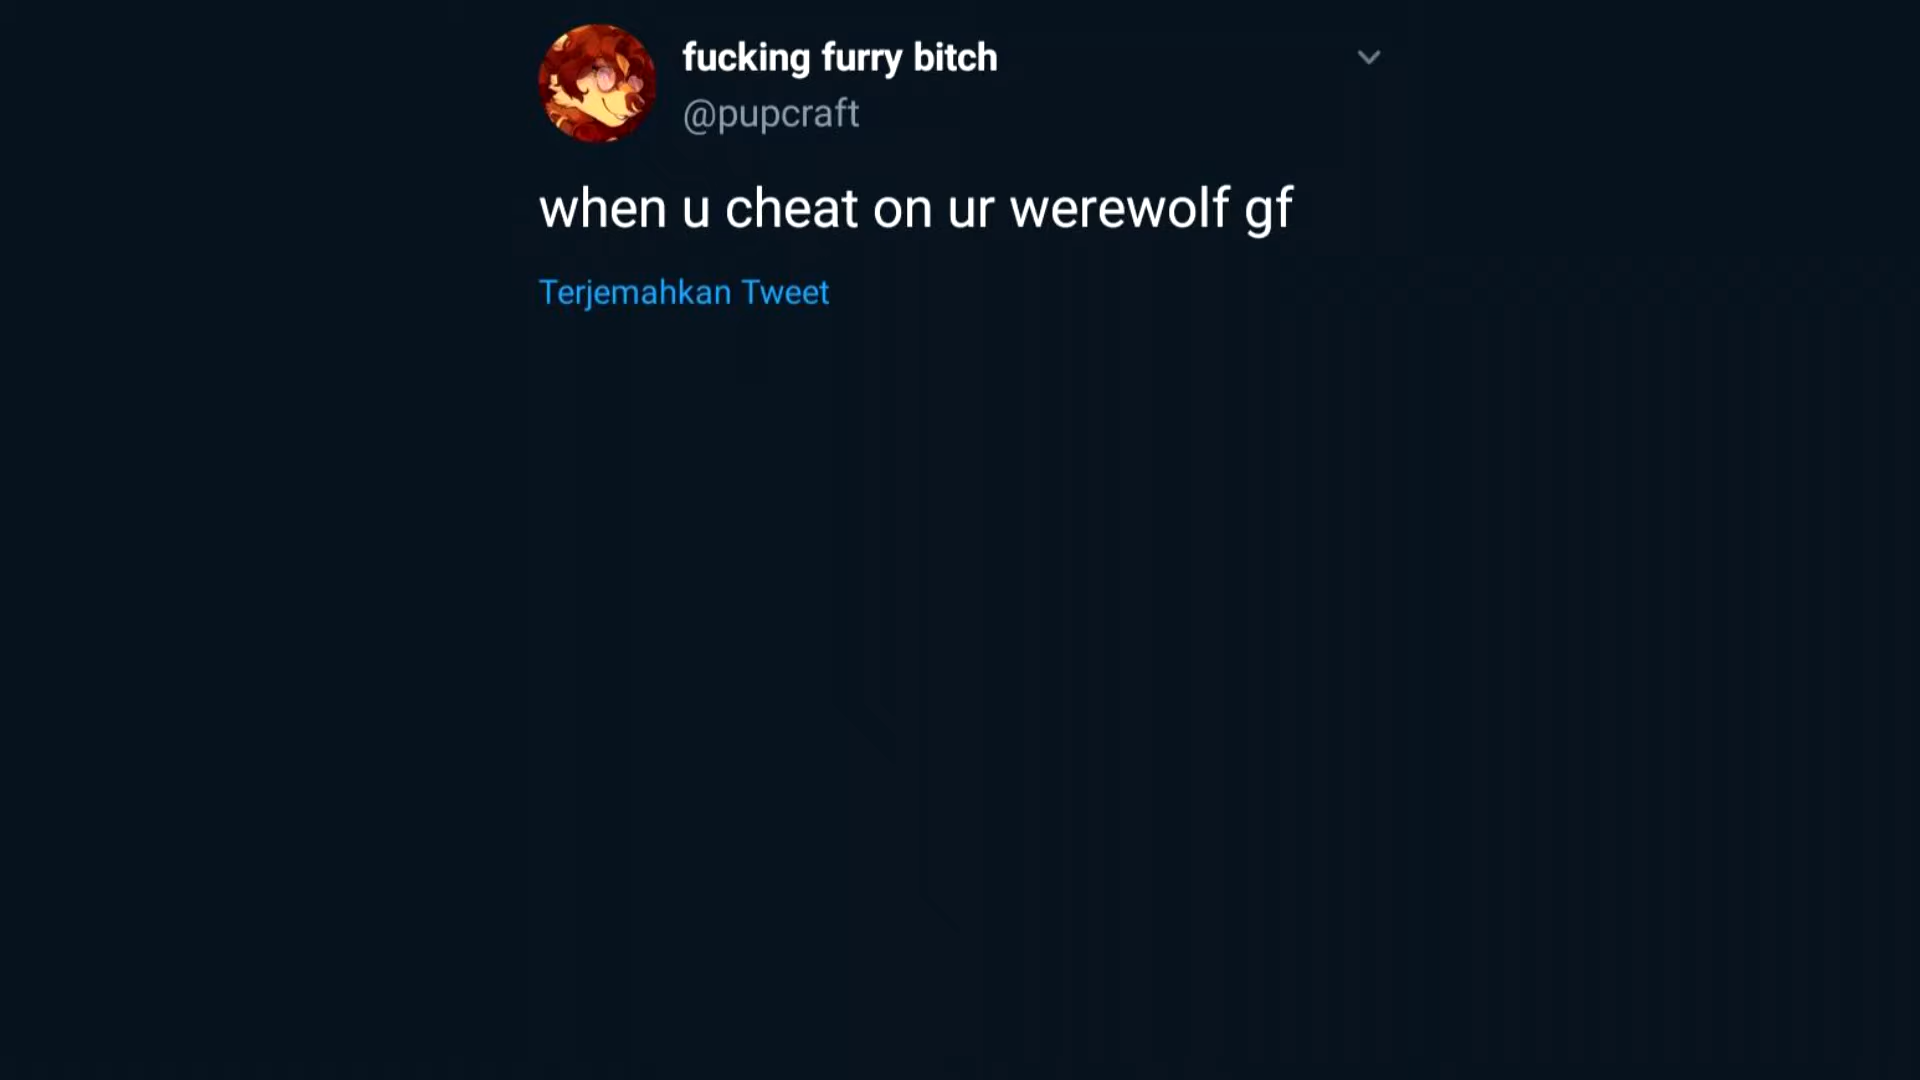 fucking furry bitch
@pupcraft
when u cheat on ur werewolf gf
Terjemahkan Tweet